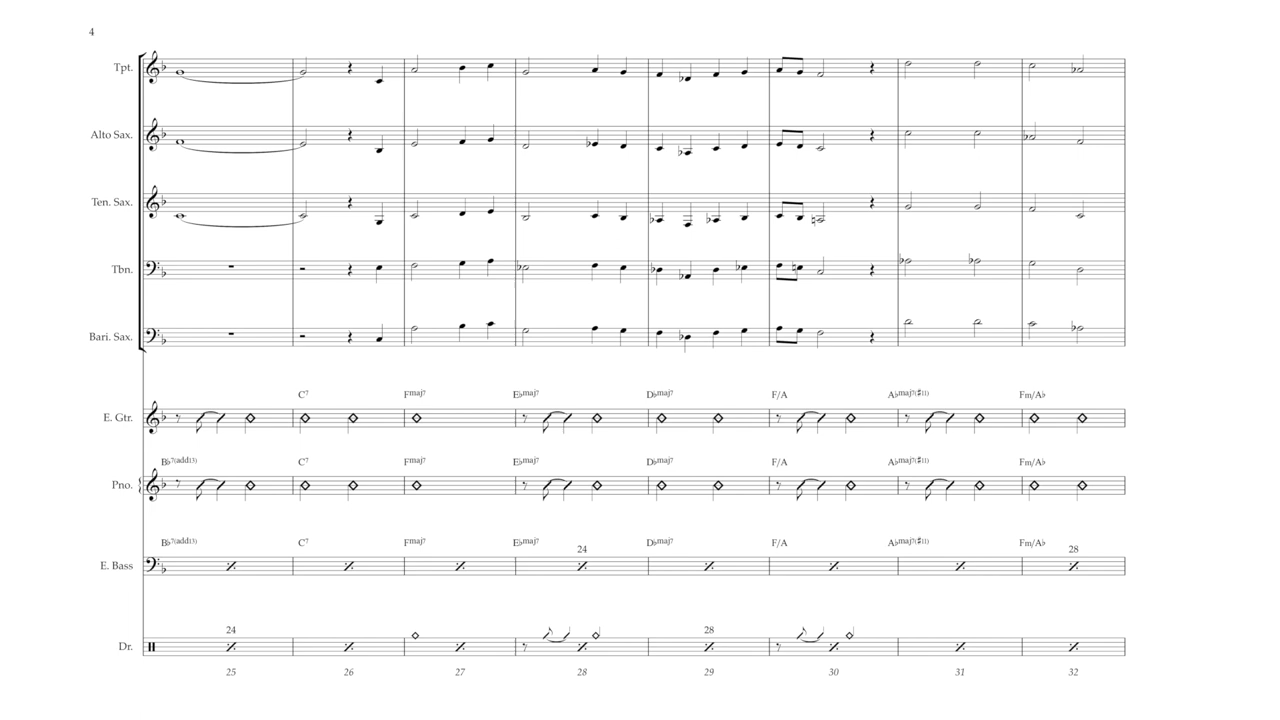 4
Tpt.
Alto Sax.
Ten. Sax.
Tbn.
Bari. Sax.
C7 Fmaj7 E♭maj7 D♭maj7 F/A A♭maj7(♯11) Fm/A♭
E. Gtr.
B♭7(add13) C7 Fmaj7 E♭maj7 D♭maj7 F/A A♭maj7(♯11) Fm/A♭
Pno.
B♭7(add13) C7 Fmaj7 E♭maj7 D♭maj7 F/A A♭maj7(♯11) Fm/A♭
24 28
E. Bass
24 28
Dr.
25 26 27 28 29 30 31 32